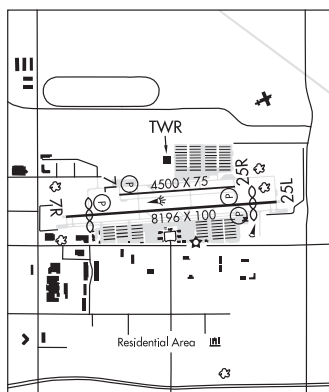 TWR
7L
4500 X 75
25R
P
P
P
7R
8196 X 100
P
25L
Residential Area